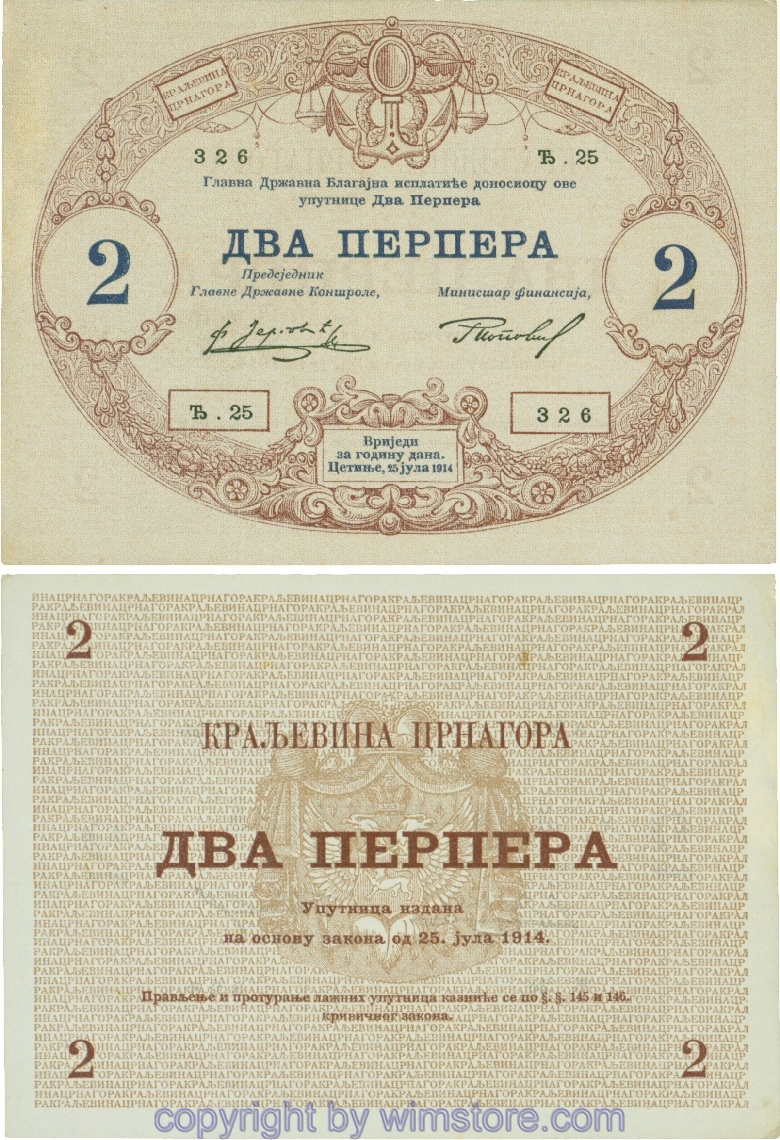 КРАЉЕВИНА
ЦРНАГОРА
КРАЉЕВИНА
ЦРНАГОРА
326
Ђ.25
Главна Државна Благајна исплатиће доносиоцу ове
упутнице Два Перпера
2
ДВА ПЕРПЕРА
2
Предсједник
Главне Државне Контроле,
Министар финансија,
Ђ.25
326
Вриједи
за годину дана.
Цетиње, 25 јула 1914
2
2
КРАЉЕВИНА ЦРНАГОРА
ДВА ПЕРПЕРА
Упутница издана
на основу закона од 25. јула 1914.
Прављење и протурање лажних упутница казниће се по §. §. 145 и 146.
кривичног закона.
2
2
copyright by wimstore.com